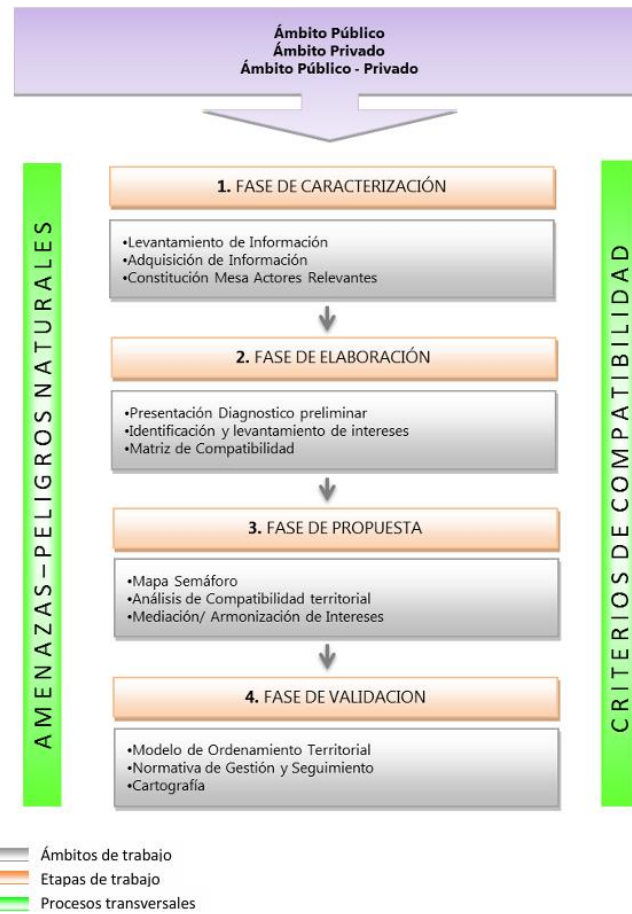 Ámbito Público
Ámbito Privado
Ámbito Público - Privado
AMENAZAS – PELIGROS NATURALES
1. FASE DE CARACTERIZACIÓN
•Levantamiento de Información
•Adquisición de Información
•Constitución Mesa Actores Relevantes
2. FASE DE ELABORACIÓN
•Presentación Diagnostico preliminar
•Identificación y levantamiento de intereses
•Matriz de Compatibilidad
3. FASE DE PROPUESTA
•Mapa Semáforo
•Análisis de Compatibilidad territorial
•Mediación/ Armonización de Intereses
4. FASE DE VALIDACION
•Modelo de Ordenamiento Territorial
•Normativa de Gestión y Seguimiento
•Cartografía
CRITERIOS DE COMPATIBILIDAD
Ámbitos de trabajo
Etapas de trabajo
Procesos transversales